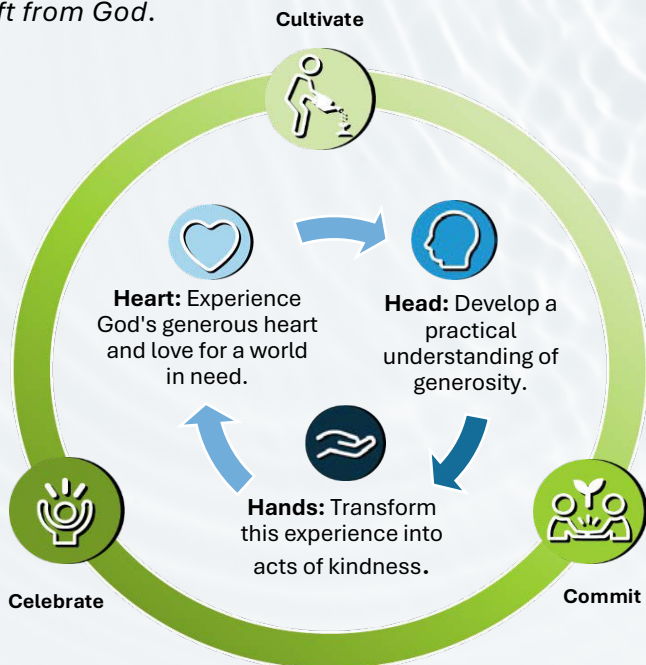 from God.
Cultivate
Heart: Experience
God's generous heart
and love for a world
in need.
Head: Develop a
practical
understanding of
generosity.
Hands: Transform
this experience into
acts of kindness.
Celebrate
Commit